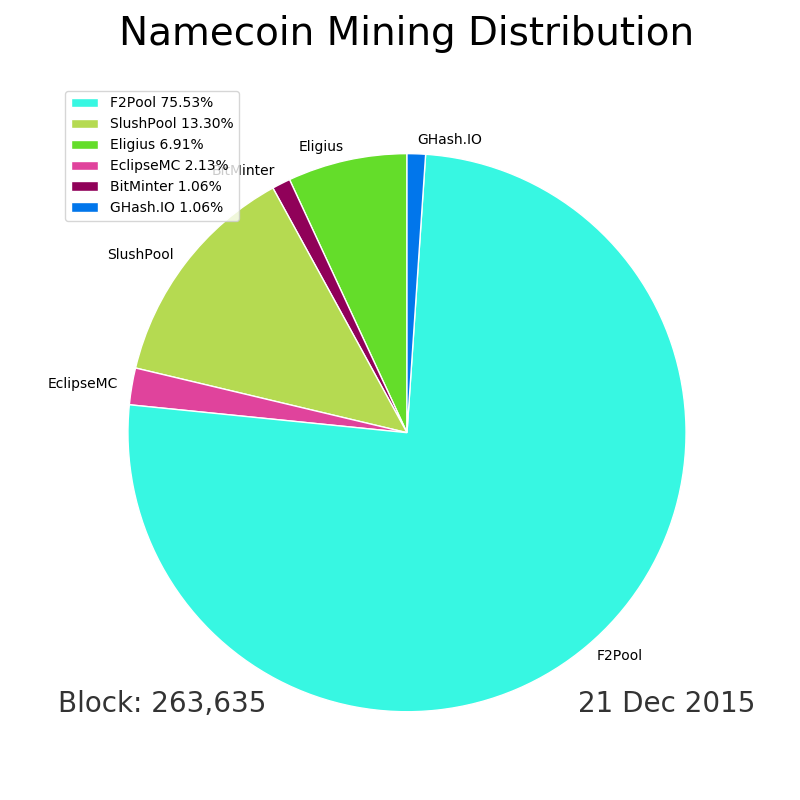 Namecoin Mining Distribution
F2Pool 75.53%
SlushPool 13.30%
Eligius 6.91%
EclipseMC 2.13%
BitMinter 1.06%
GHash.IO 1.06%
GHash.IO
Eligius
BitMinter
SlushPool
EclipseMC
F2Pool
Block: 263,635
21 Dec 2015